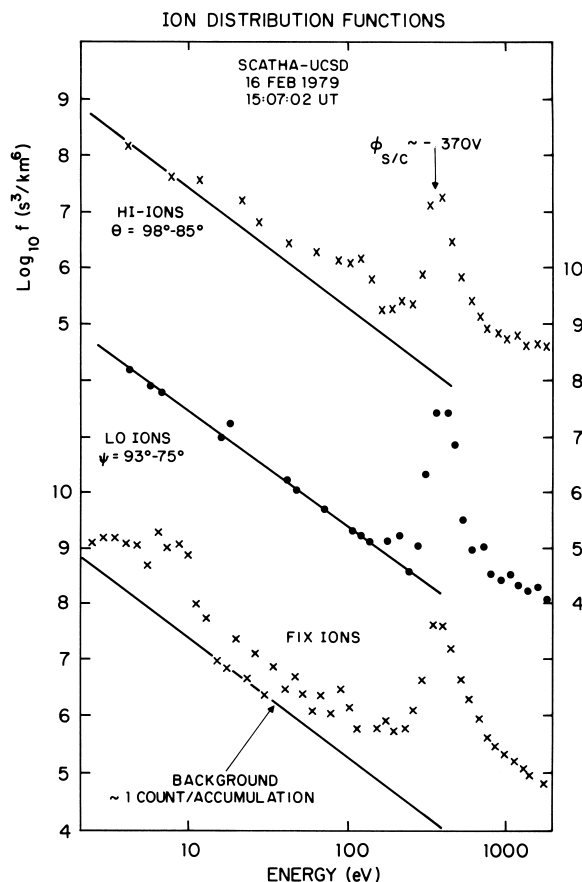 ION DISTRIBUTION FUNCTIONS
SCATHA-UCSD
16 FEB 1979
15:07:02 UT
ϕS/C ~ - 370V
Log10 f (s³/km⁶)
9
8
7
6
5
HI-IONS
θ = 98°-85°
10
9
8
7
6
5
4
LO IONS
ψ = 93°-75°
10
9
8
7
6
5
4
FIX IONS
BACKGROUND
~ 1 COUNT/ACCUMULATION
10
100
1000
ENERGY (eV)